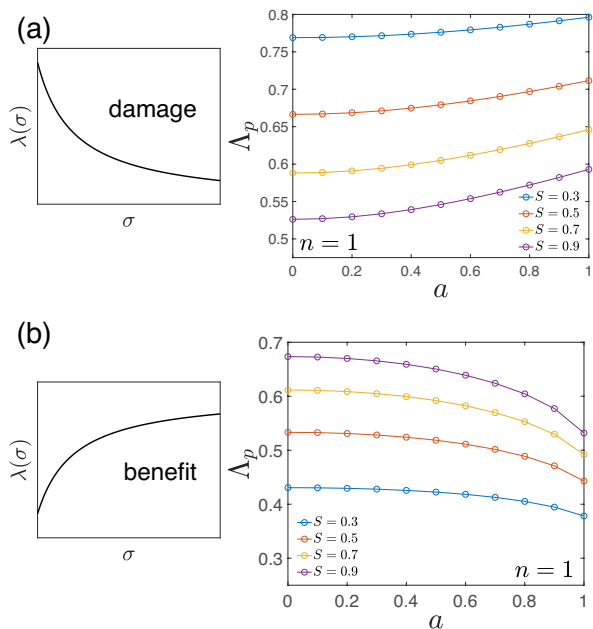 (a)
λ(σ)
damage
σ
Λp
0.8
0.75
0.7
0.65
0.6
0.55
0.5
S = 0.3
S = 0.5
S = 0.7
S = 0.9
n = 1
0 0.2 0.4 0.6 0.8 1
a
(b)
λ(σ)
benefit
σ
Λp
0.7
0.6
0.5
0.4
0.3
S = 0.3
S = 0.5
S = 0.7
S = 0.9
n = 1
0 0.2 0.4 0.6 0.8 1
a